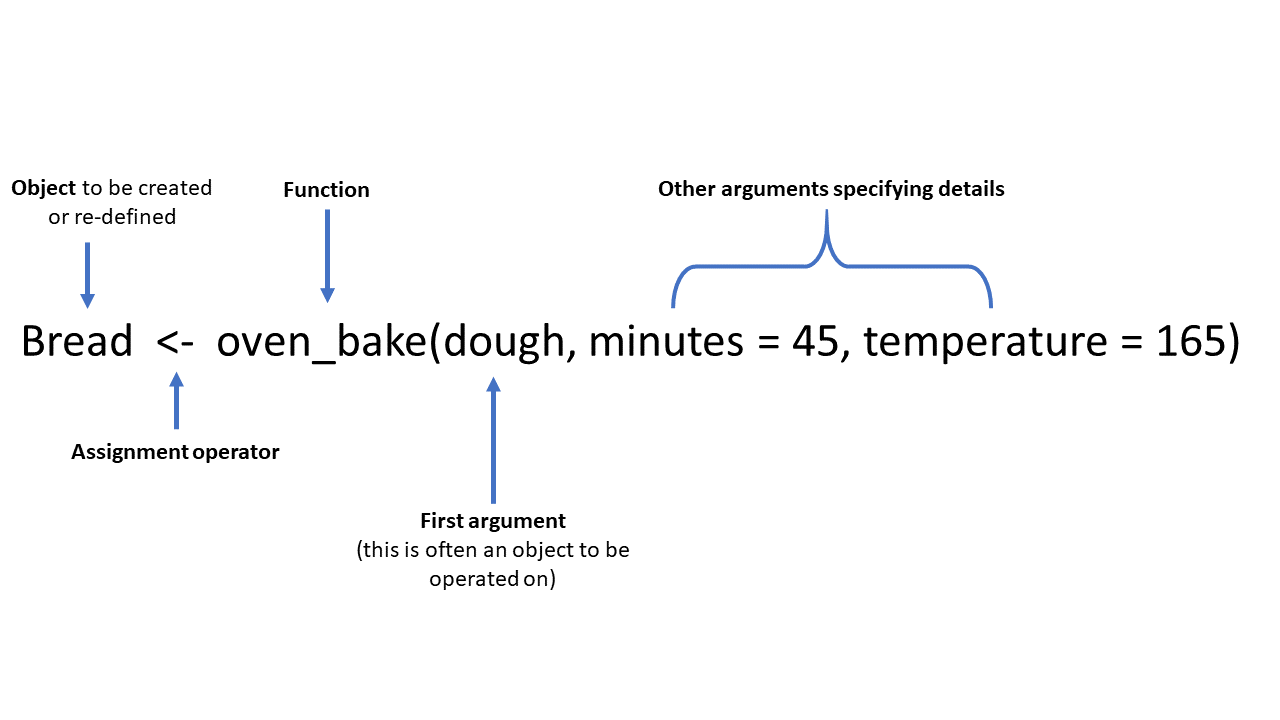 Object to be created
or re-defined
Function
Other arguments specifying details
Bread <- oven_bake(dough, minutes = 45, temperature = 165)
Assignment operator
First argument
(this is often an object to be
operated on)